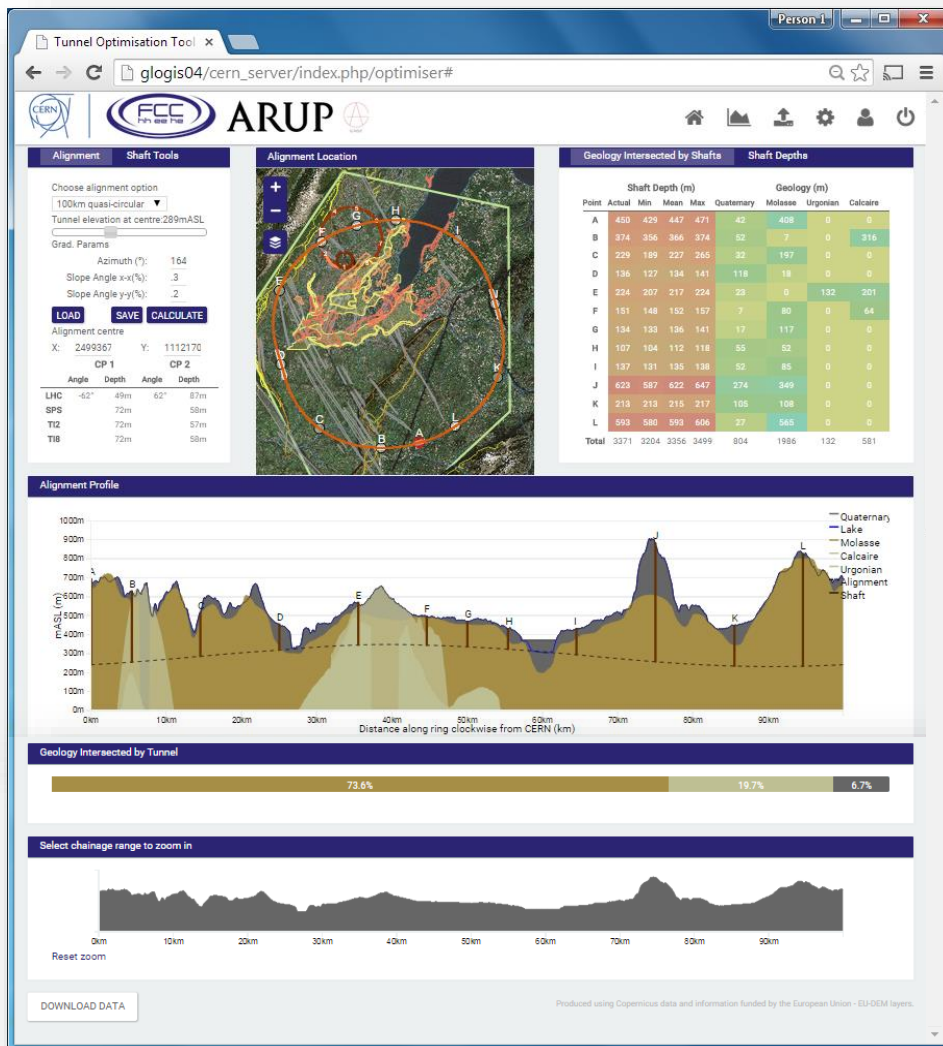 Person 1
Tunnel Optimisation Tool
glogis04/cern_server/index.php/optimiser#
CERN FCC hh ee he ARUP
Alignment Shaft Tools
Choose alignment option
100km quasi-circular
Tunnel elevation at centre:289mASL
Grad. Params
Azimuth (°): 164
Slope Angle x-x(%): .3
Slope Angle y-y(%): .2
LOAD SAVE CALCULATE
Alignment centre
X: 2499367 Y: 1112170
CP 1 CP 2
Angle Depth Angle Depth
LHC -62° 49m 62° 87m
SPS 72m 58m
TI2 72m 57m
TI8 72m 58m
Alignment Location
+
−
A
G H
F I
E
J
D
K
C L
B A
Geology Intersected by Shafts Shaft Depths
Shaft Depth (m) Geology (m)
Point Actual Min Mean Max Quaternary Molasse Urgonian Calcaire
A 450 429 447 471 42 408 0 0
B 374 356 366 374 52 7 0 316
C 229 189 227 265 32 197 0 0
D 136 127 134 141 118 18 0 0
E 224 207 217 224 23 0 132 201
F 151 148 152 157 7 80 0 64
G 134 133 136 141 17 117 0 0
H 107 104 112 118 55 52 0 0
I 137 131 135 138 52 85 0 0
J 623 587 622 647 274 349 0 0
K 213 213 215 217 105 108 0 0
L 593 580 593 606 27 565 0 0
Total 3371 3204 3356 3499 804 1986 132 581
Alignment Profile
1000m
900m
800m
700m
600m
500m
400m
300m
200m
100m
0m
mASL (m)
A B C D E F G H I J K L
Quaternary
Lake
Molasse
Calcaire
Urgonian
Alignment
Shaft
0km 10km 20km 30km 40km 50km 60km 70km 80km 90km
Distance along ring clockwise from CERN (km)
Geology Intersected by Tunnel
73.6% 19.7% 6.7%
Select chainage range to zoom in
0km 10km 20km 30km 40km 50km 60km 70km 80km 90km
Reset zoom
DOWNLOAD DATA
Produced using Copernicus data and information funded by the European Union - EU-DEM layers.